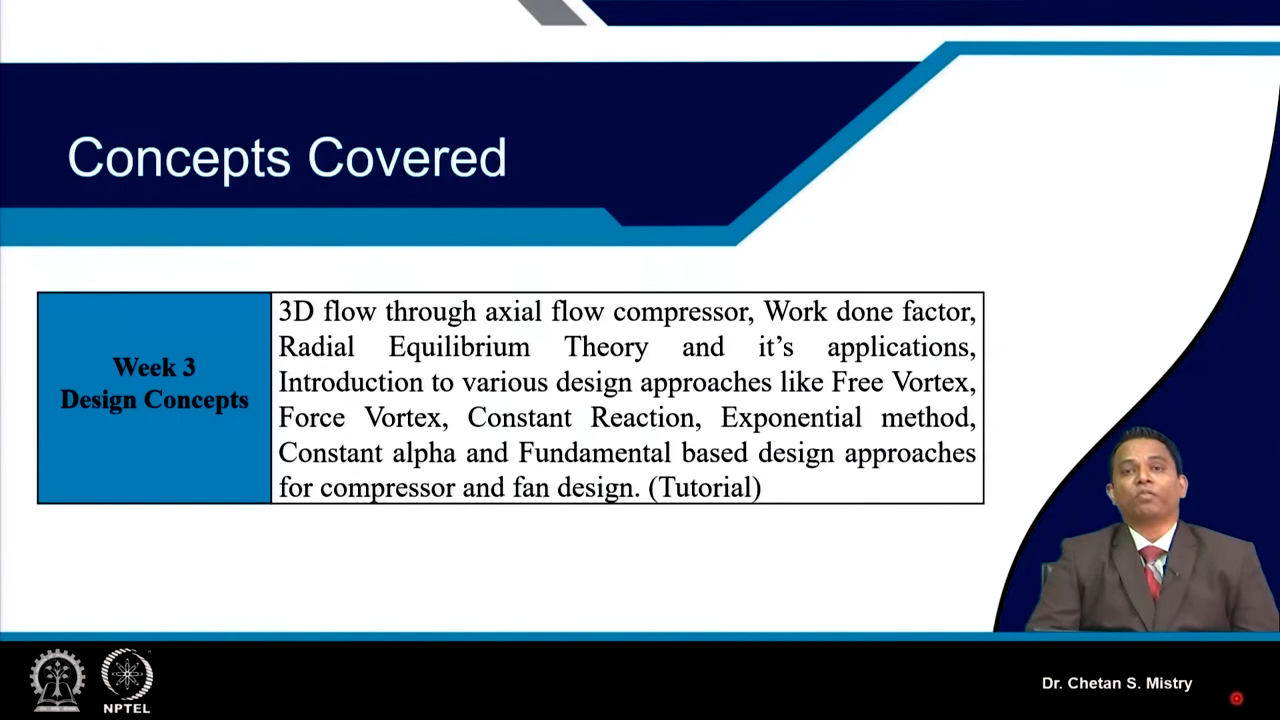 Concepts Covered
Week 3
Design Concepts
3D flow through axial flow compressor, Work done factor,
Radial Equilibrium Theory and it's applications,
Introduction to various design approaches like Free Vortex,
Force Vortex, Constant Reaction, Exponential method,
Constant alpha and Fundamental based design approaches
for compressor and fan design. (Tutorial)
NPTEL
Dr. Chetan S. Mistry